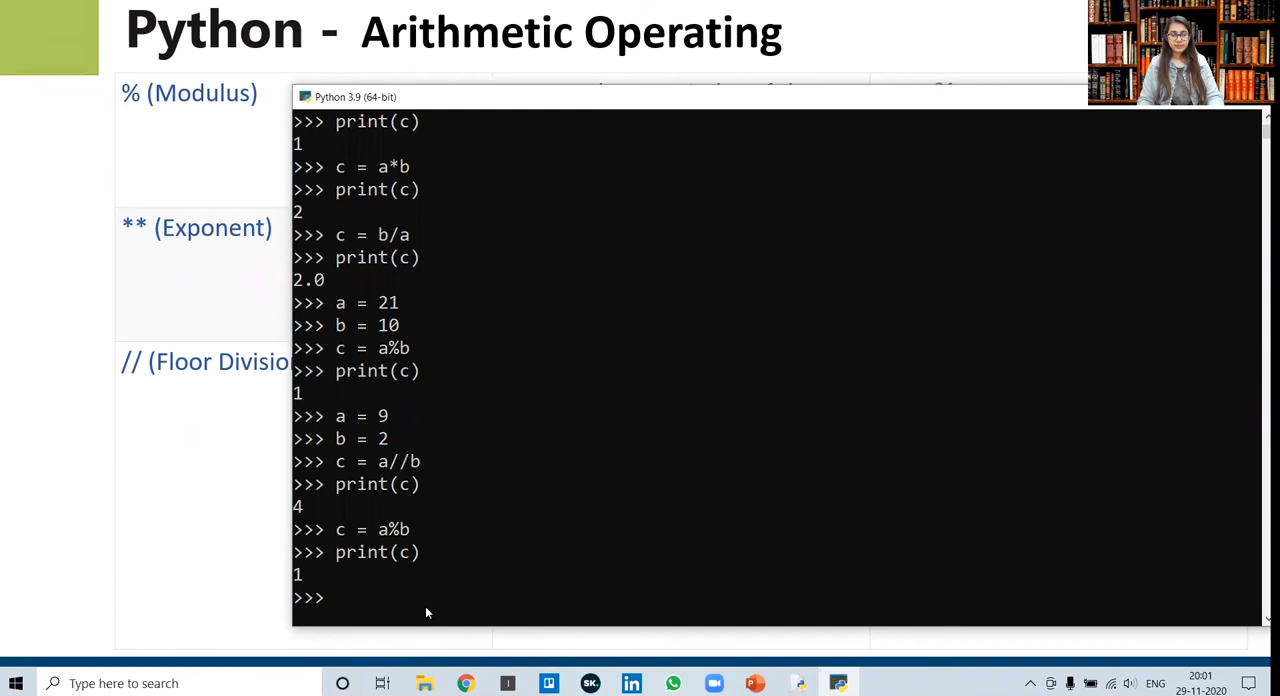 Python - Arithmetic Operating
% (Modulus)
** (Exponent)
// (Floor Divisio
Python 3.9 (64-bit)
>>> print(c)
1
>>> c = a*b
>>> print(c)
2
>>> c = b/a
>>> print(c)
2.0
>>> a = 21
>>> b = 10
>>> c = a%b
>>> print(c)
1
>>> a = 9
>>> b = 2
>>> c = a//b
>>> print(c)
4
>>> c = a%b
>>> print(c)
1
>>>
Type here to search
SK.
ENG
20:01
29-11-2020